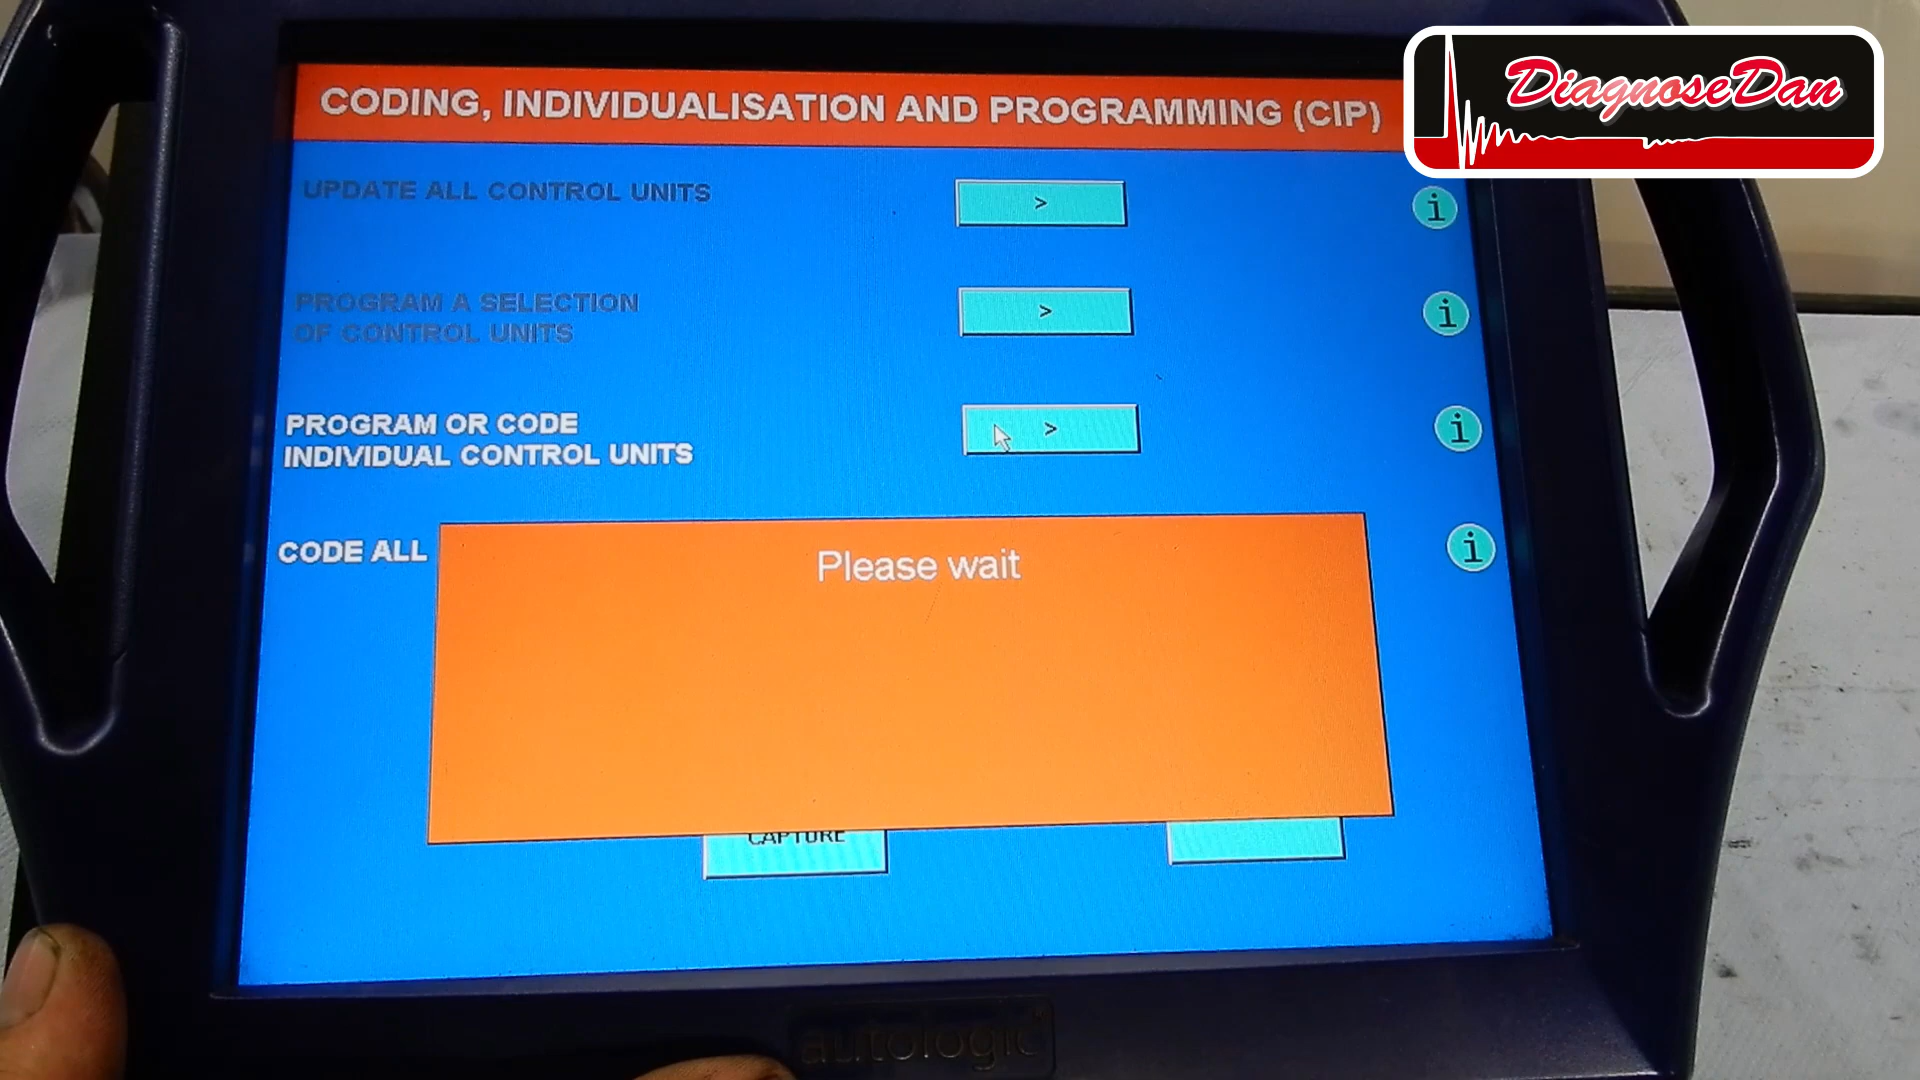 DiagnoseDan
CODING, INDIVIDUALISATION AND PROGRAMMING (CIP)
UPDATE ALL CONTROL UNITS
>
i
PROGRAM A SELECTION
OF CONTROL UNITS
>
i
PROGRAM OR CODE
INDIVIDUAL CONTROL UNITS
>
i
CODE ALL
i
Please wait
CAPTURE
autologic